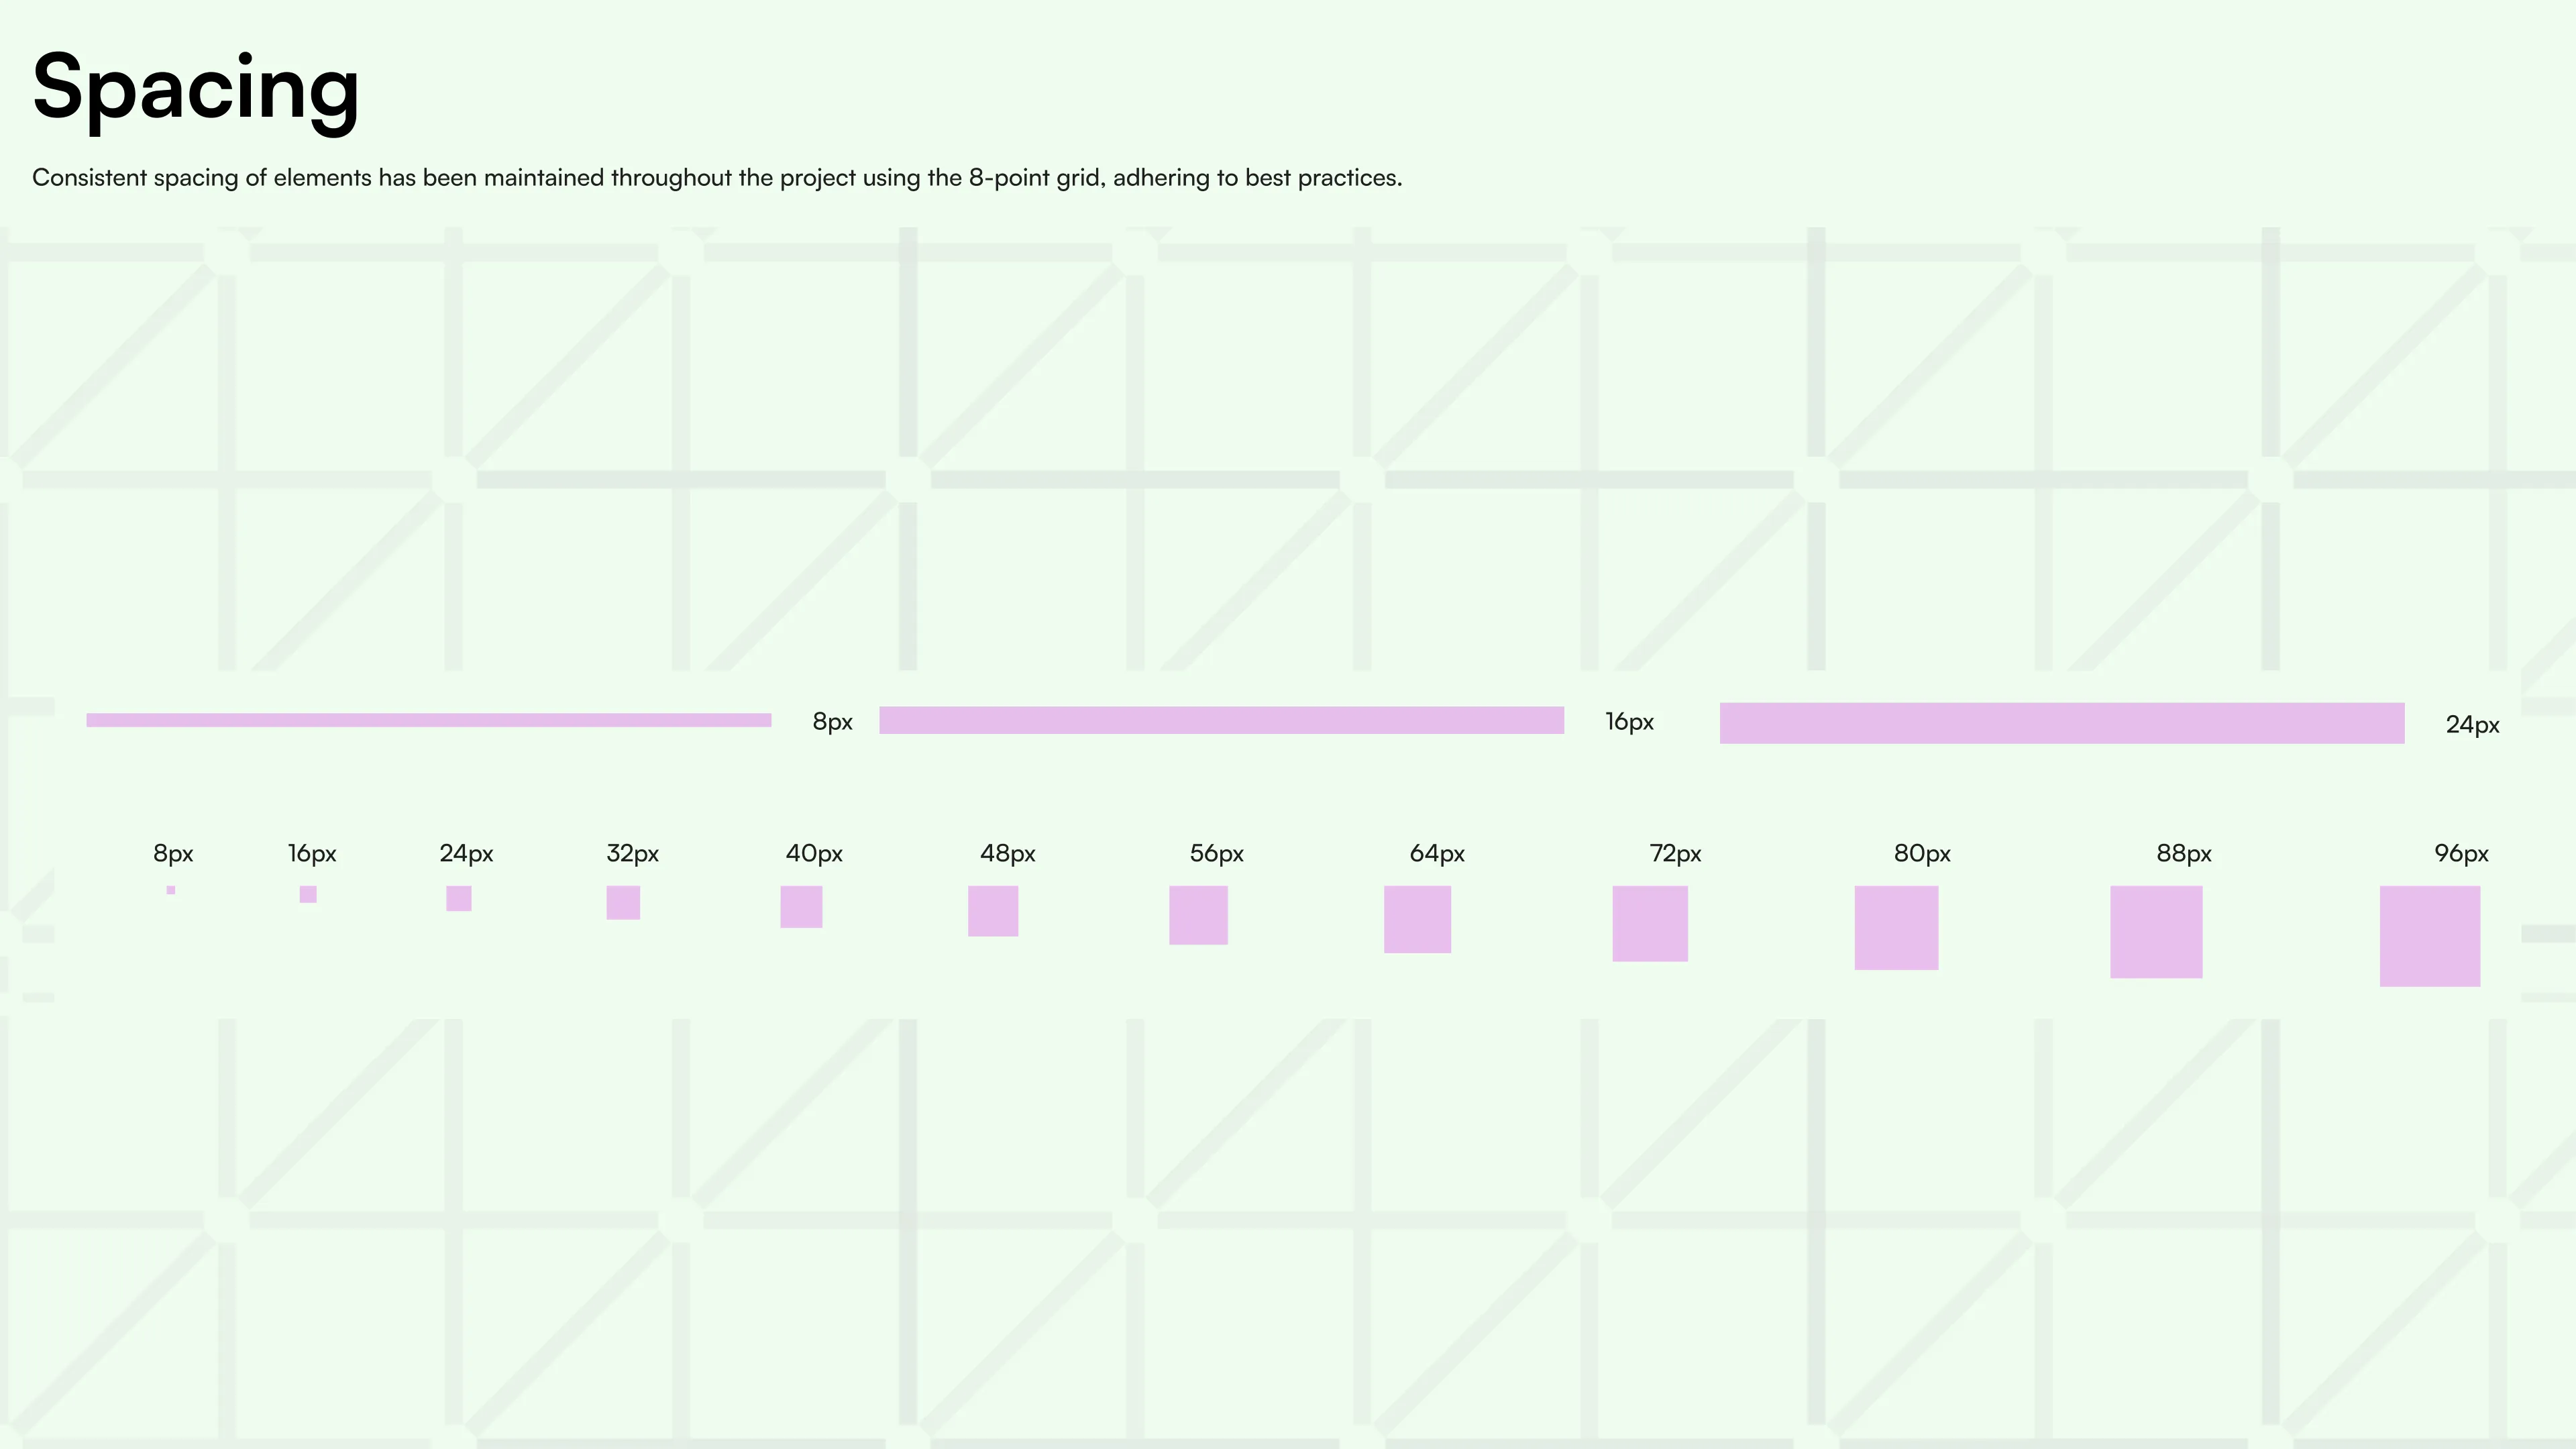 Spacing
Consistent spacing of elements has been maintained throughout the project using the 8-point grid, adhering to best practices.
8px 16px 24px
8px 16px 24px 32px 40px 48px 56px 64px 72px 80px 88px 96px